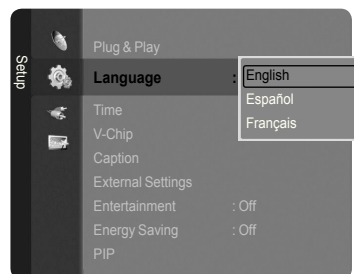 Setup
Plug & Play
Language : English
Español
Français
Time
V-Chip
Caption
External Settings
Entertainment : Off
Energy Saving : Off
PIP